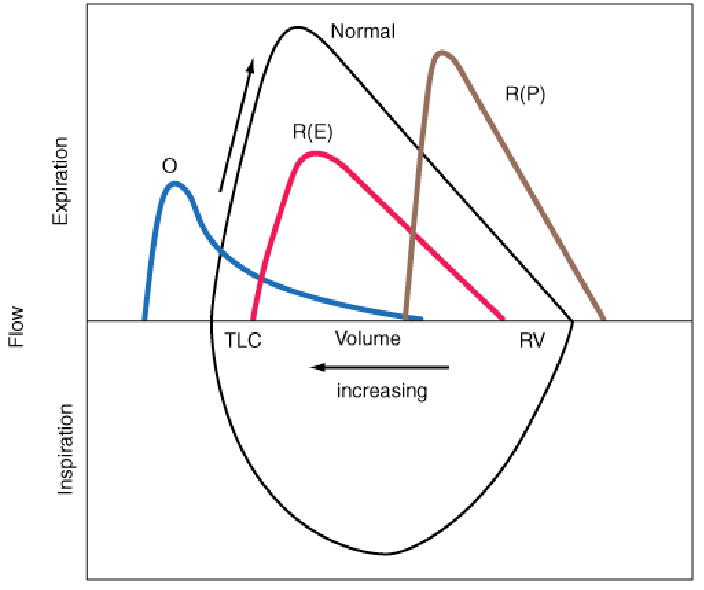 Normal
R(P)
R(E)
O
Expiration
Flow
TLC
Volume
RV
increasing
Inspiration